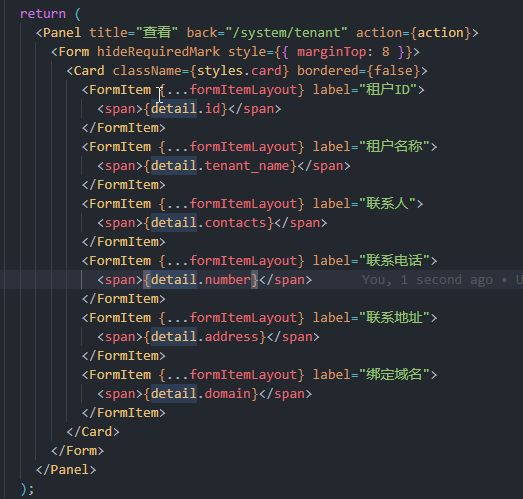 return (
<Panel title="查看" back="/system/tenant" action={action}>
<Form hideRequiredMark style={{ marginTop: 8 }}>
<Card className={styles.card} bordered={false}>
<FormItem {...formItemLayout} label="租户ID">
<span>{detail.id}</span>
</FormItem>
<FormItem {...formItemLayout} label="租户名称">
<span>{detail.tenant_name}</span>
</FormItem>
<FormItem {...formItemLayout} label="联系人">
<span>{detail.contacts}</span>
</FormItem>
<FormItem {...formItemLayout} label="联系电话">
<span>{detail.number}</span> You, 1 second ago • U
</FormItem>
<FormItem {...formItemLayout} label="联系地址">
<span>{detail.address}</span>
</FormItem>
<FormItem {...formItemLayout} label="绑定域名">
<span>{detail.domain}</span>
</FormItem>
</Card>
</Form>
</Panel>
);